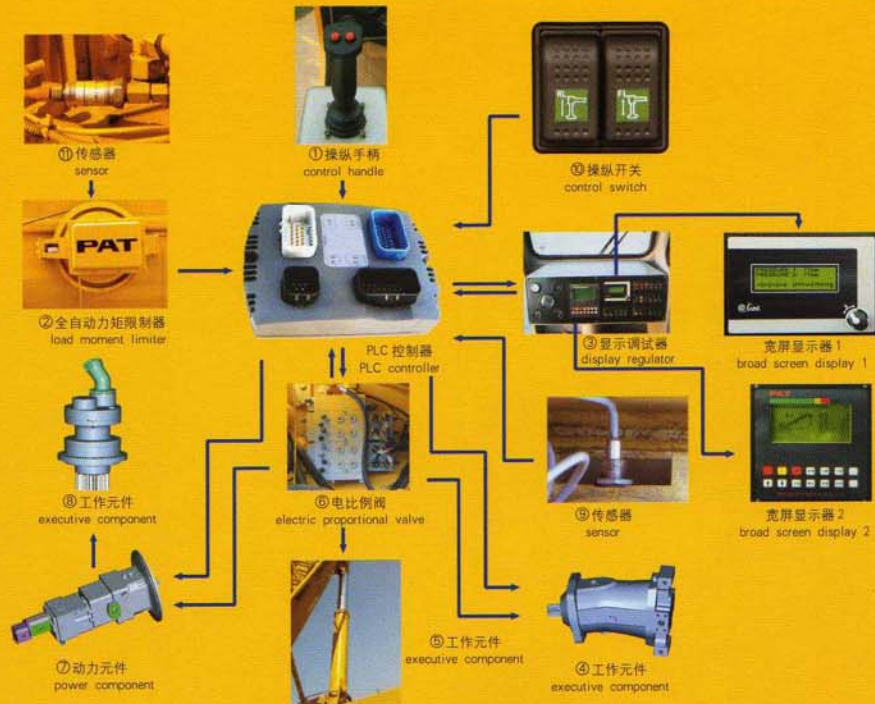 ⑪传感器
sensor
①操纵手柄
control handle
⑩操纵开关
control switch
PAT
②全自动力矩限制器
load moment limiter
PLC 控制器
PLC controller
③显示调试器
display regulator
宽屏显示器1
broad screen display 1
⑧工作元件
executive component
⑥电比例阀
electric proportional valve
⑨传感器
sensor
PAT
宽屏显示器2
broad screen display 2
⑦动力元件
power component
⑤工作元件
executive component
④工作元件
executive component